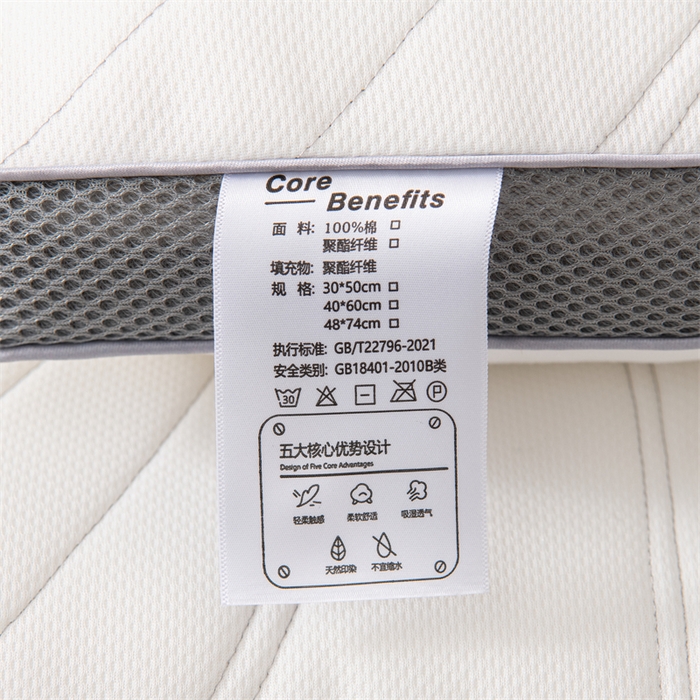 Core
Benefits
面 料: 100%棉 □
聚酯纤维 □
填充物: 聚酯纤维
规 格: 30*50cm □
40*60cm □
48*74cm □
执行标准: GB/T22796-2021
安全类别: GB18401-2010B类
30 P
五大核心优势设计
Design of Five Core Advantages
轻柔触感 柔软舒适 吸湿透气
天然印染 不宜缩水